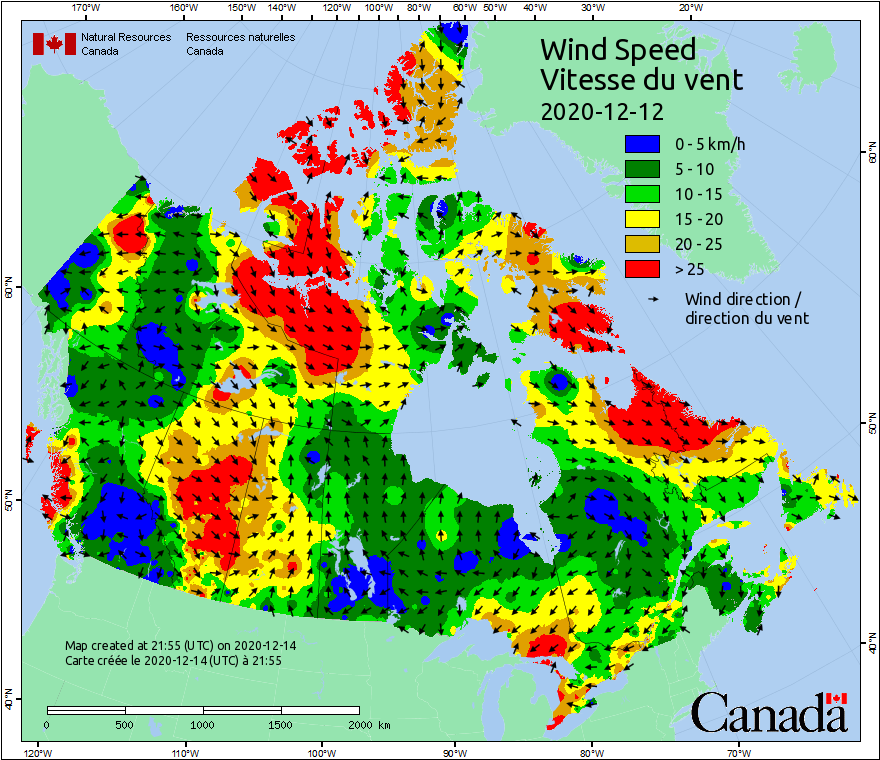 170°W 160°W 150°W 140°W 130°W 120°W 110°W 100°W 90°W 80°W 70°W 60°W 50°W 40°W 30°W 20°W
Natural Resources Ressources naturelles
Canada Canada
Wind Speed
Vitesse du vent
2020-12-12
0 - 5 km/h
5 - 10
10 - 15
15 - 20
20 - 25
> 25
Wind direction /
direction du vent
60°N
60°N
50°N
50°N
40°N
40°N
Map created at 21:55 (UTC) on 2020-12-14
Carte créée le 2020-12-14 (UTC) à 21:55
0 500 1000 1500 2000 km
Canada
120°W 110°W 100°W 90°W 80°W 70°W